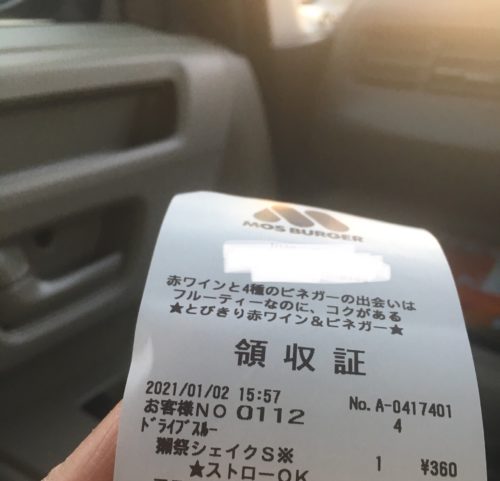 MOS BURGER
赤ワインと4種のビネガーの出会いは
フルーティーなのに、コクがある
★とびきり赤ワイン＆ビネガー★
領収証
2021/01/02 15:57 No. A-0417401
お客様NO 0112 4
ﾄﾞﾗｲﾌﾞｽﾙｰ
獺祭シェイクS※ 1 ¥360
★ストローOK